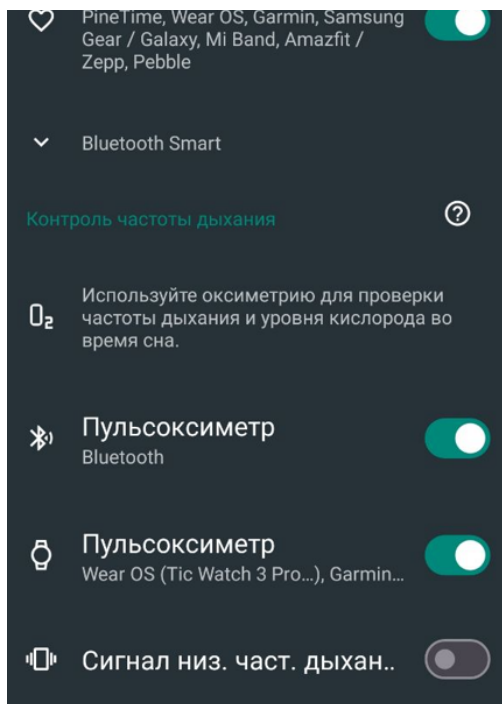 PineTime, Wear OS, Garmin, Samsung
Gear / Galaxy, Mi Band, Amazfit /
Zepp, Pebble
Bluetooth Smart
Контроль частоты дыхания
Используйте оксиметрию для проверки
частоты дыхания и уровня кислорода во
время сна.
Пульсоксиметр
Bluetooth
Пульсоксиметр
Wear OS (Tic Watch 3 Pro...), Garmin...
Сигнал низ. част. дыхан..